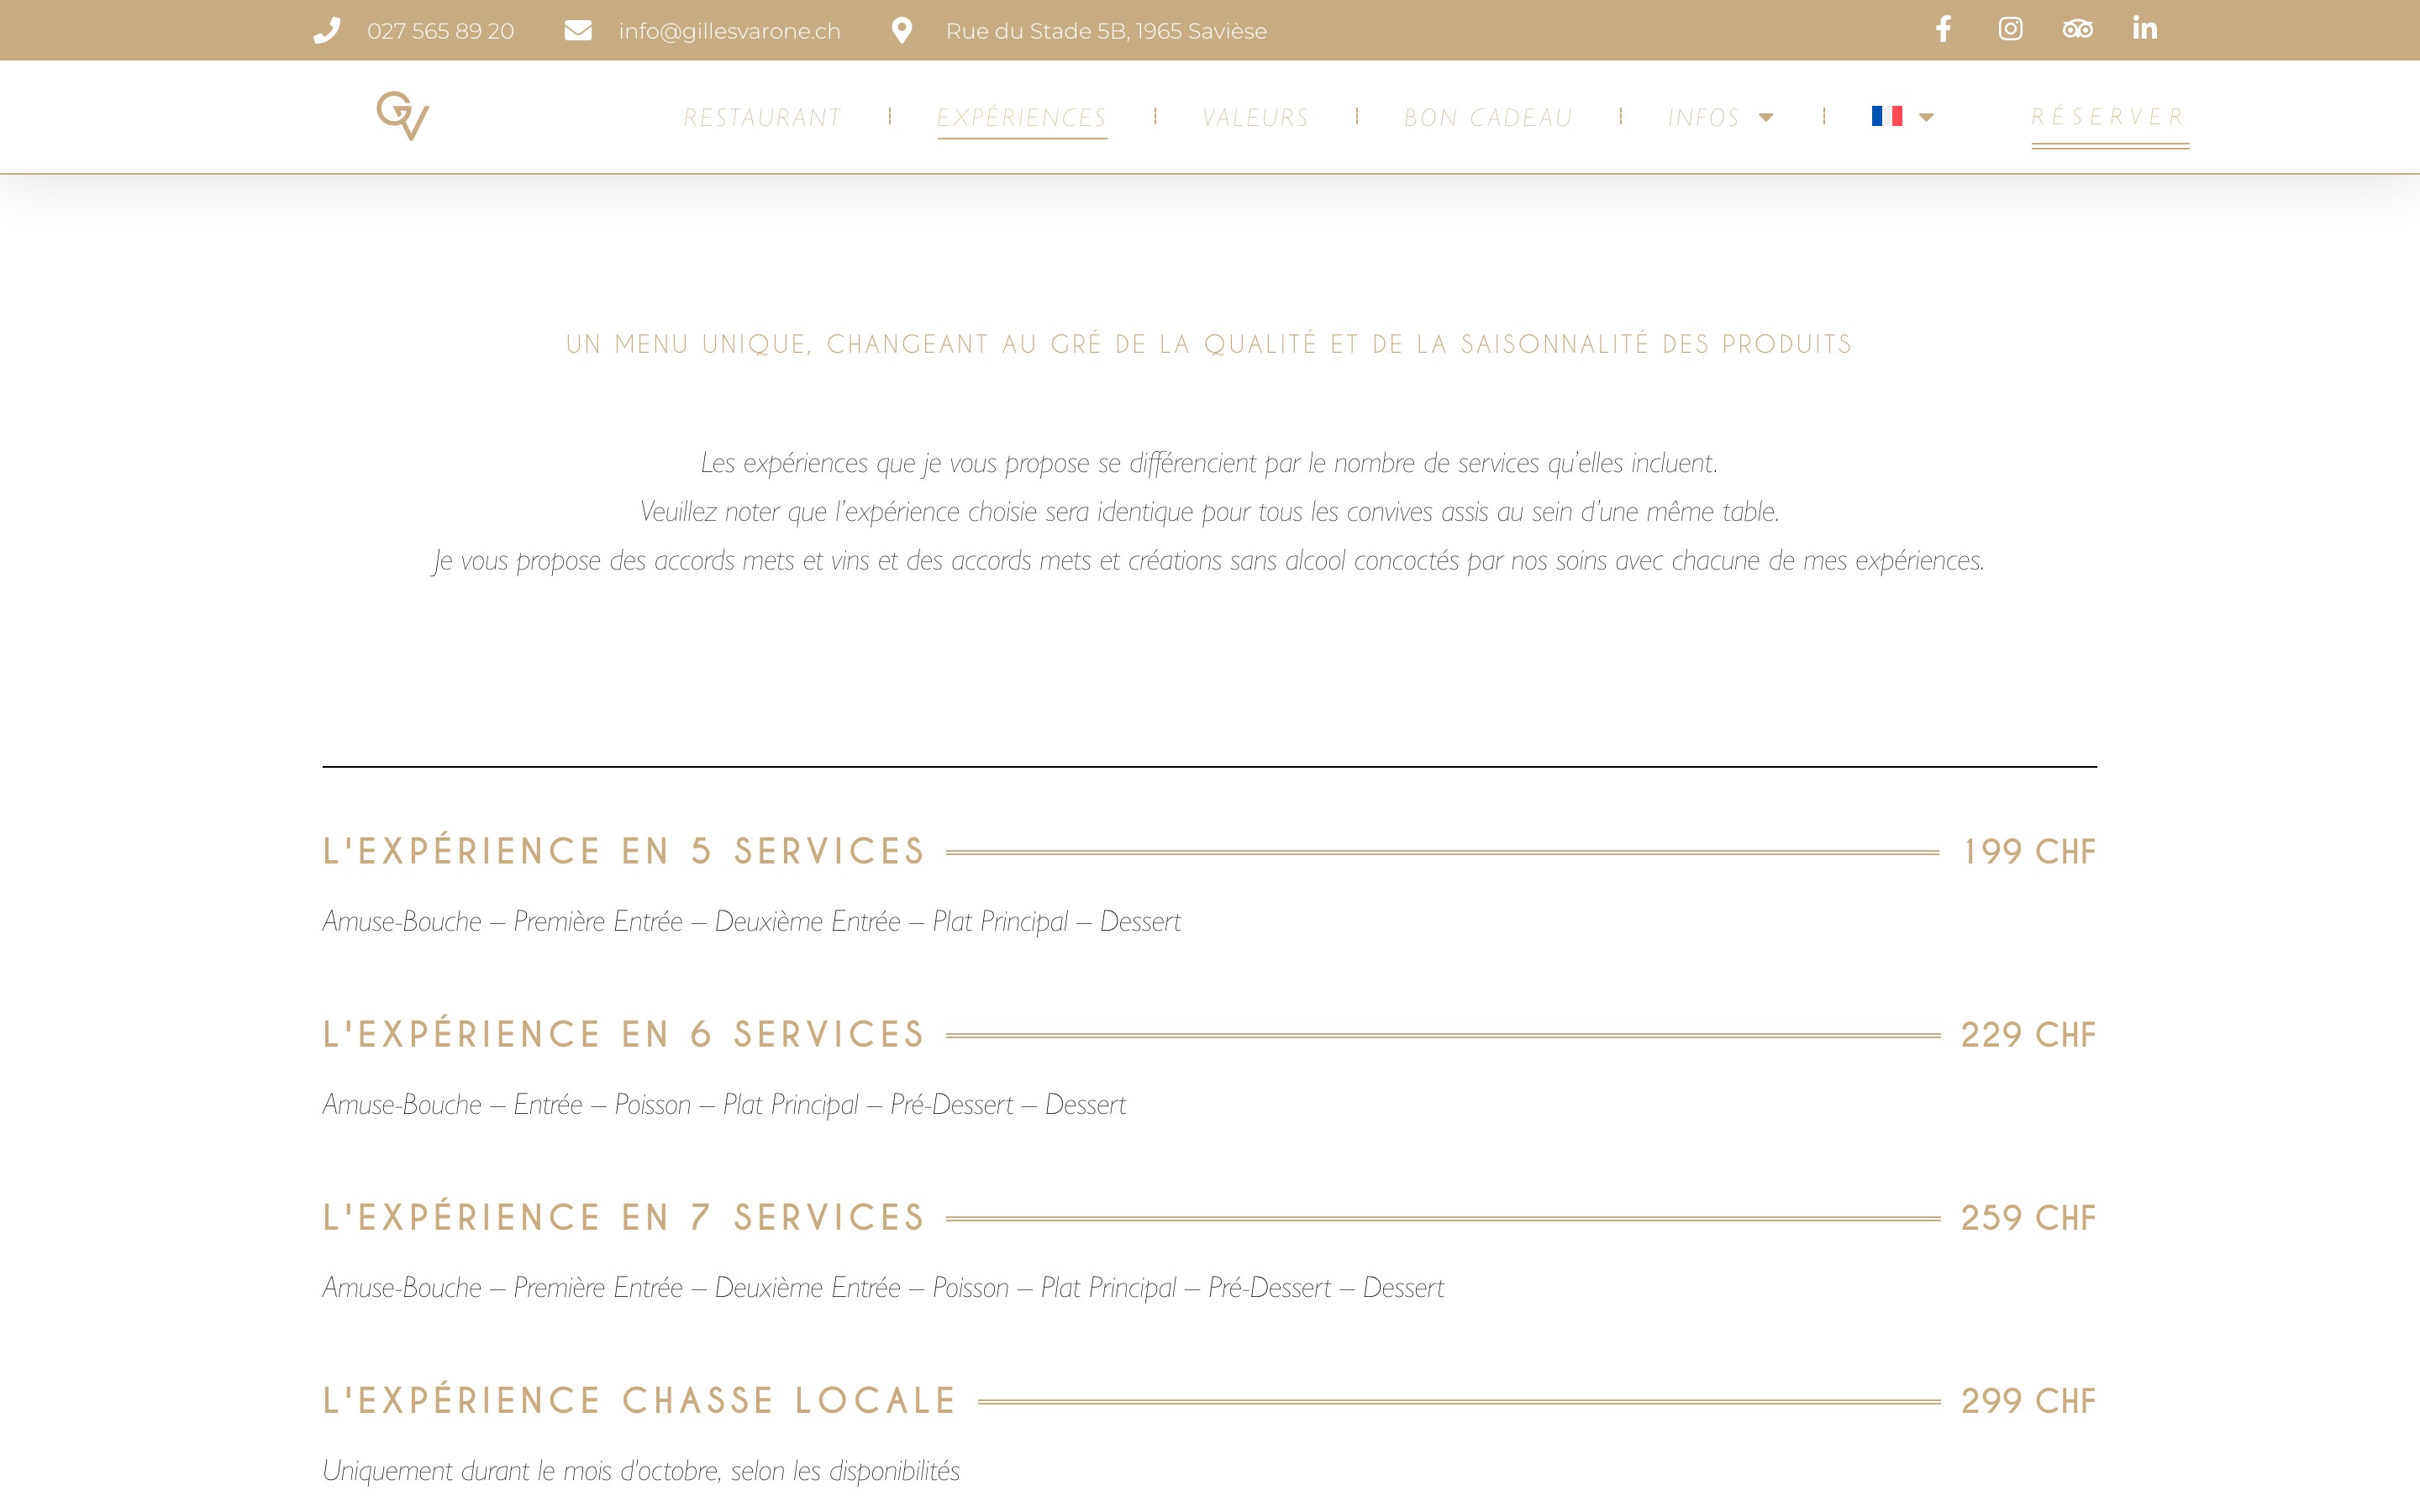 027 565 89 20
info@gillesvarone.ch
Rue du Stade 5B, 1965 Savièse
GV
RESTAURANT
EXPÉRIENCES
VALEURS
BON CADEAU
INFOS
RÉSERVER
UN MENU UNIQUE, CHANGEANT AU GRÉ DE LA QUALITÉ ET DE LA SAISONNALITÉ DES PRODUITS
Les expériences que je vous propose se différencient par le nombre de services qu’elles incluent.
Veuillez noter que l’expérience choisie sera identique pour tous les convives assis au sein d’une même table.
Je vous propose des accords mets et vins et des accords mets et créations sans alcool concoctés par nos soins avec chacune de mes expériences.
L'EXPÉRIENCE EN 5 SERVICES 199 CHF
Amuse-Bouche – Première Entrée – Deuxième Entrée – Plat Principal – Dessert
L'EXPÉRIENCE EN 6 SERVICES 229 CHF
Amuse-Bouche – Entrée – Poisson – Plat Principal – Pré-Dessert – Dessert
L'EXPÉRIENCE EN 7 SERVICES 259 CHF
Amuse-Bouche – Première Entrée – Deuxième Entrée – Poisson – Plat Principal – Pré-Dessert – Dessert
L'EXPÉRIENCE CHASSE LOCALE 299 CHF
Uniquement durant le mois d'octobre, selon les disponibilités